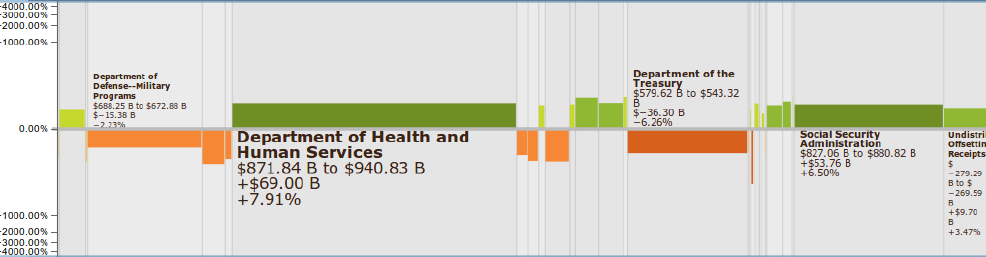 4000.00%
3000.00%
2000.00%
1000.00%
0.00%
1000.00%
2000.00%
3000.00%
4000.00%
Department of
Defense--Military
Programs
$688.25 B to $672.88 B
$−15.38 B
−2.23%
Department of Health and
Human Services
$871.84 B to $940.83 B
+$69.00 B
+7.91%
Department of the
Treasury
$579.62 B to $543.32
B
$−36.30 B
−6.26%
Social Security
Administration
$827.06 B to $880.82 B
+$53.76 B
+6.50%
Undistri
Offsettin
Receipts
$
−279.29
B to $
−269.59
B
+$9.70
B
+3.47%